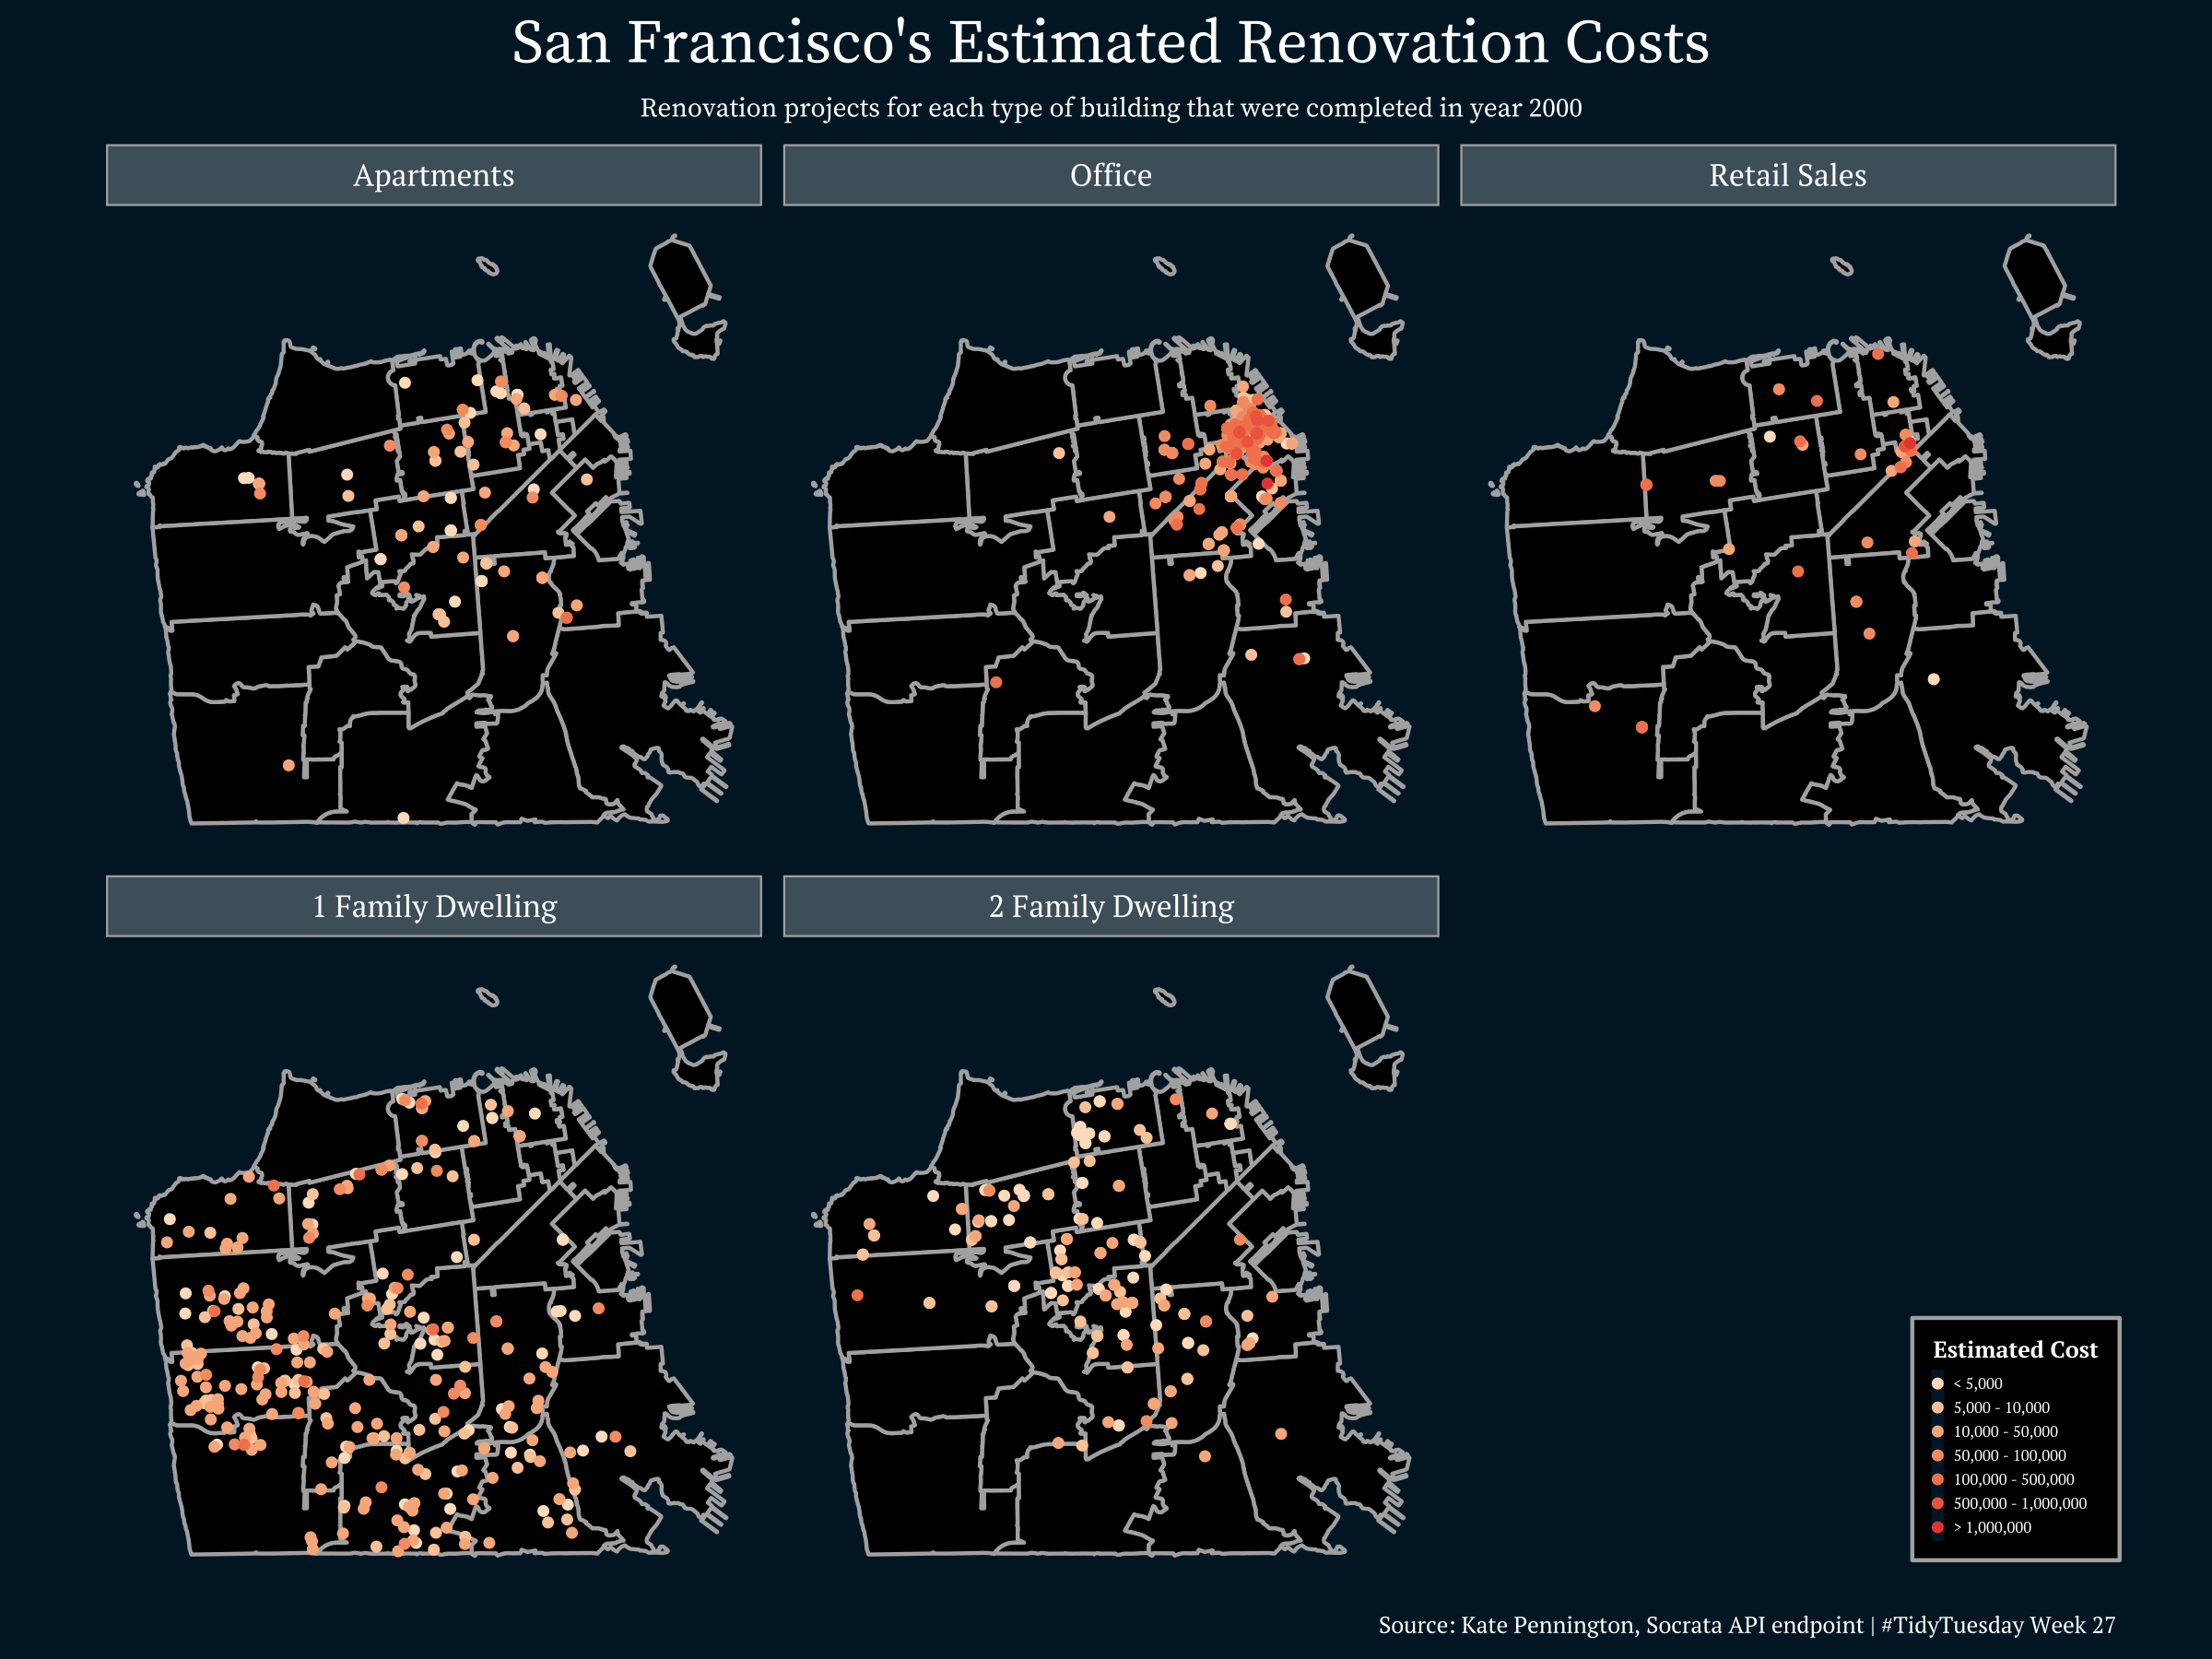 San Francisco's Estimated Renovation Costs
Renovation projects for each type of building that were completed in year 2000
Apartments
Office
Retail Sales
1 Family Dwelling
2 Family Dwelling
Estimated Cost
< 5,000
5,000 - 10,000
10,000 - 50,000
50,000 - 100,000
100,000 - 500,000
500,000 - 1,000,000
> 1,000,000
Source: Kate Pennington, Socrata API endpoint | #TidyTuesday Week 27